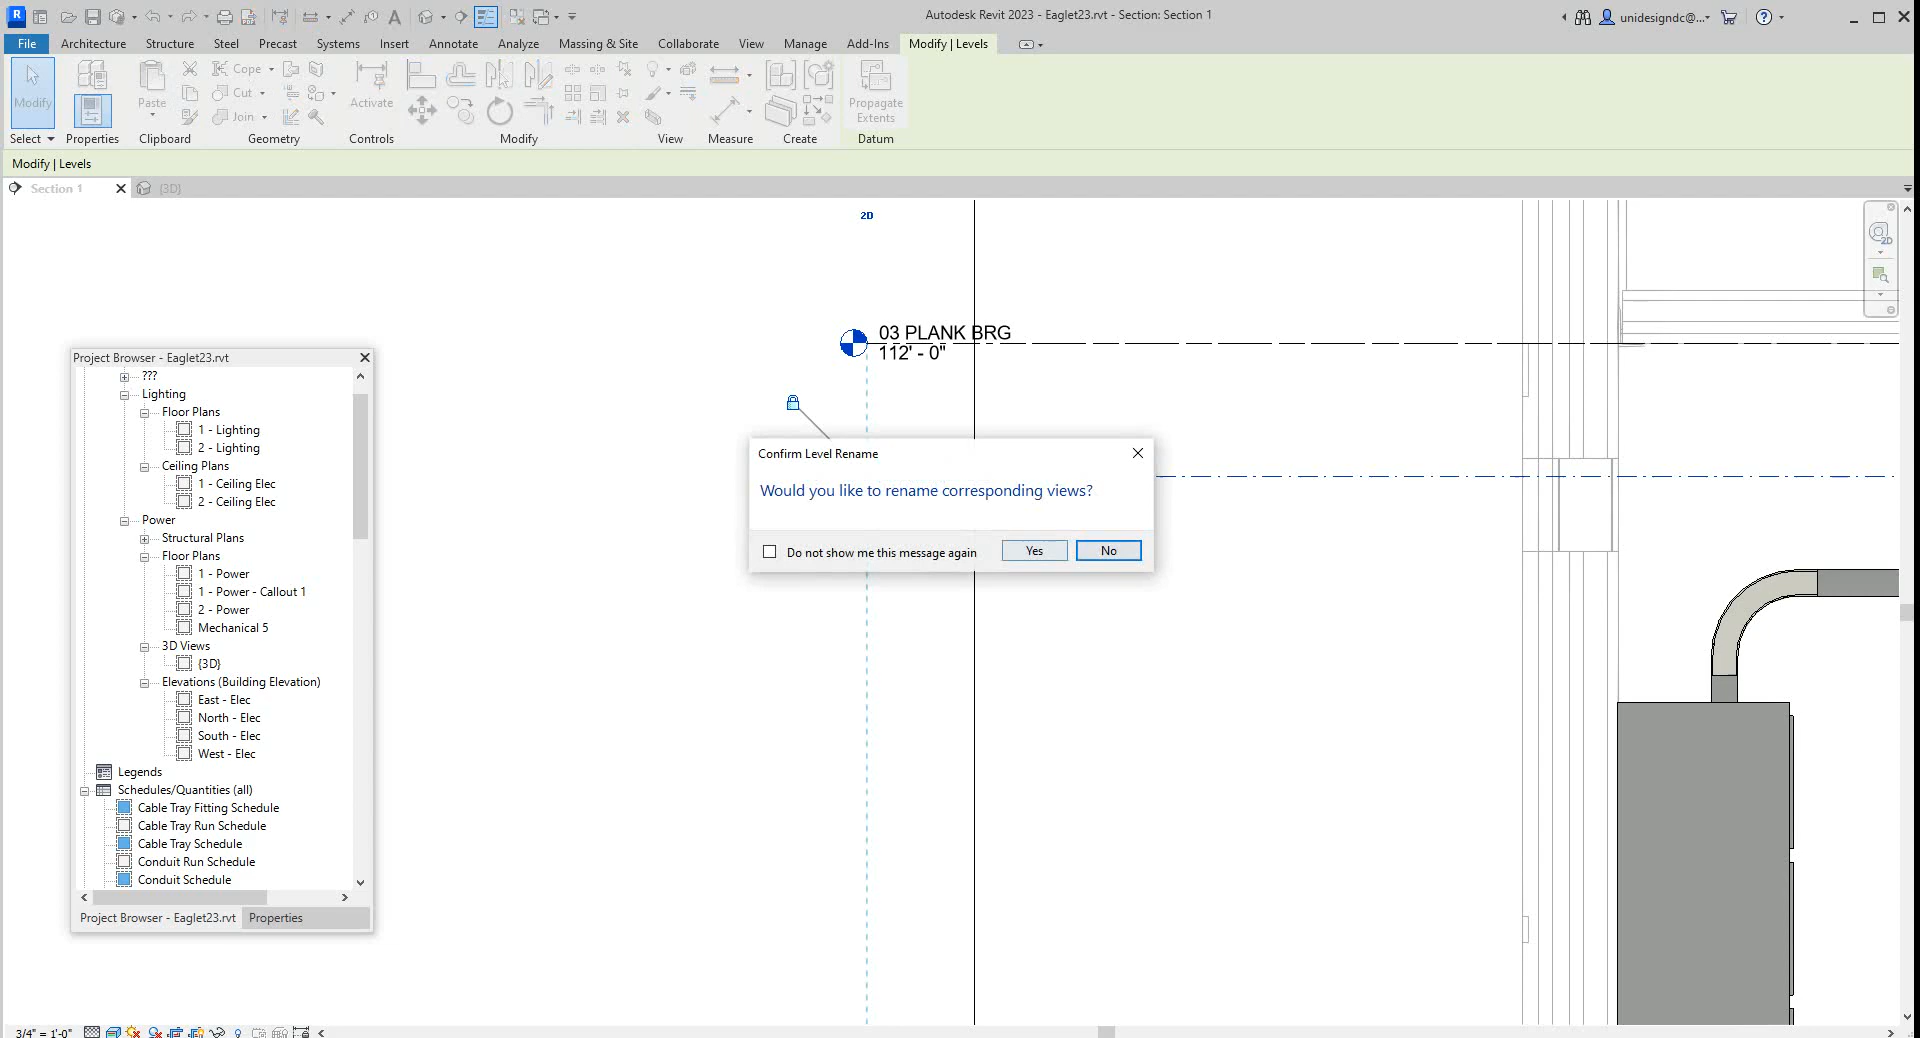 Autodesk Revit 2023 - Eaglet23.rvt - Section: Section 1
unidesigndc@...
File Architecture Structure Steel Precast Systems Insert Annotate Analyze Massing & Site Collaborate View Manage Add-Ins Modify | Levels
Modify
Paste
Cope
Cut
Join
Activate
Propagate
Extents
Select Properties Clipboard Geometry Controls Modify View Measure Create Datum
Modify | Levels
Section 1
{3D}
2D
2D
03 PLANK BRG
112' - 0"
Project Browser - Eaglet23.rvt
???
Lighting
Floor Plans
1 - Lighting
2 - Lighting
Ceiling Plans
1 - Ceiling Elec
2 - Ceiling Elec
Power
Structural Plans
Floor Plans
1 - Power
1 - Power - Callout 1
2 - Power
Mechanical 5
3D Views
{3D}
Elevations (Building Elevation)
East - Elec
North - Elec
South - Elec
West - Elec
Legends
Schedules/Quantities (all)
Cable Tray Fitting Schedule
Cable Tray Run Schedule
Cable Tray Schedule
Conduit Run Schedule
Conduit Schedule
Project Browser - Eaglet23.rvt Properties
Confirm Level Rename
Would you like to rename corresponding views?
Do not show me this message again
Yes No
3/4" = 1'-0"